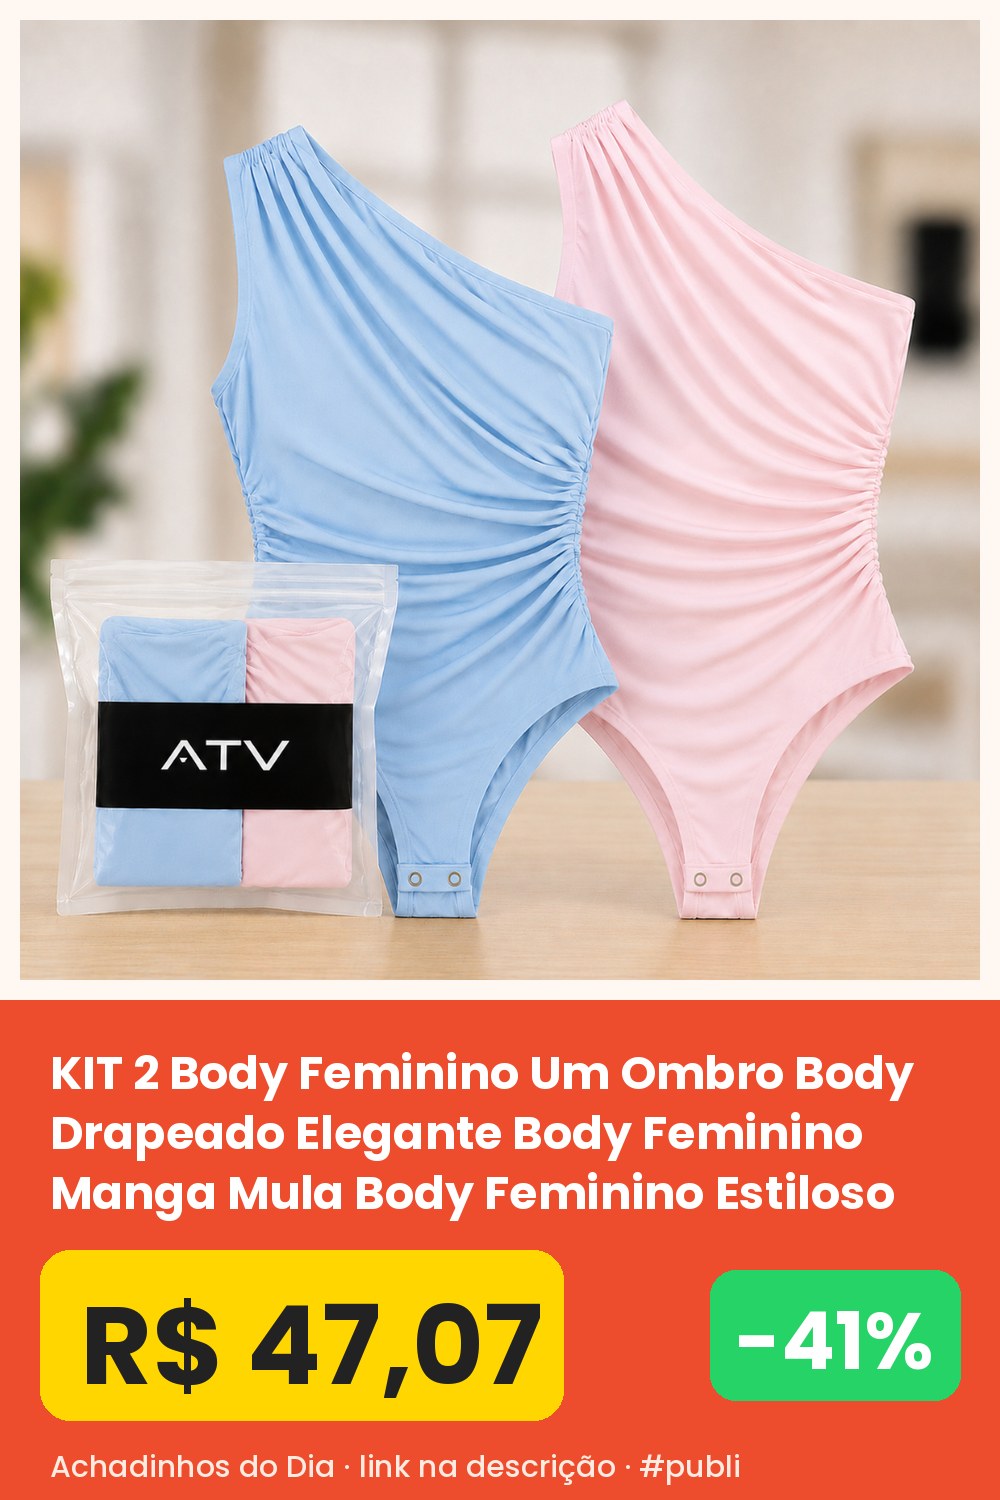 ATV
KIT 2 Body Feminino Um Ombro Body
Drapeado Elegante Body Feminino
Manga Mula Body Feminino Estiloso
R$ 47,07
-41%
Achadinhos do Dia · link na descrição · #publi